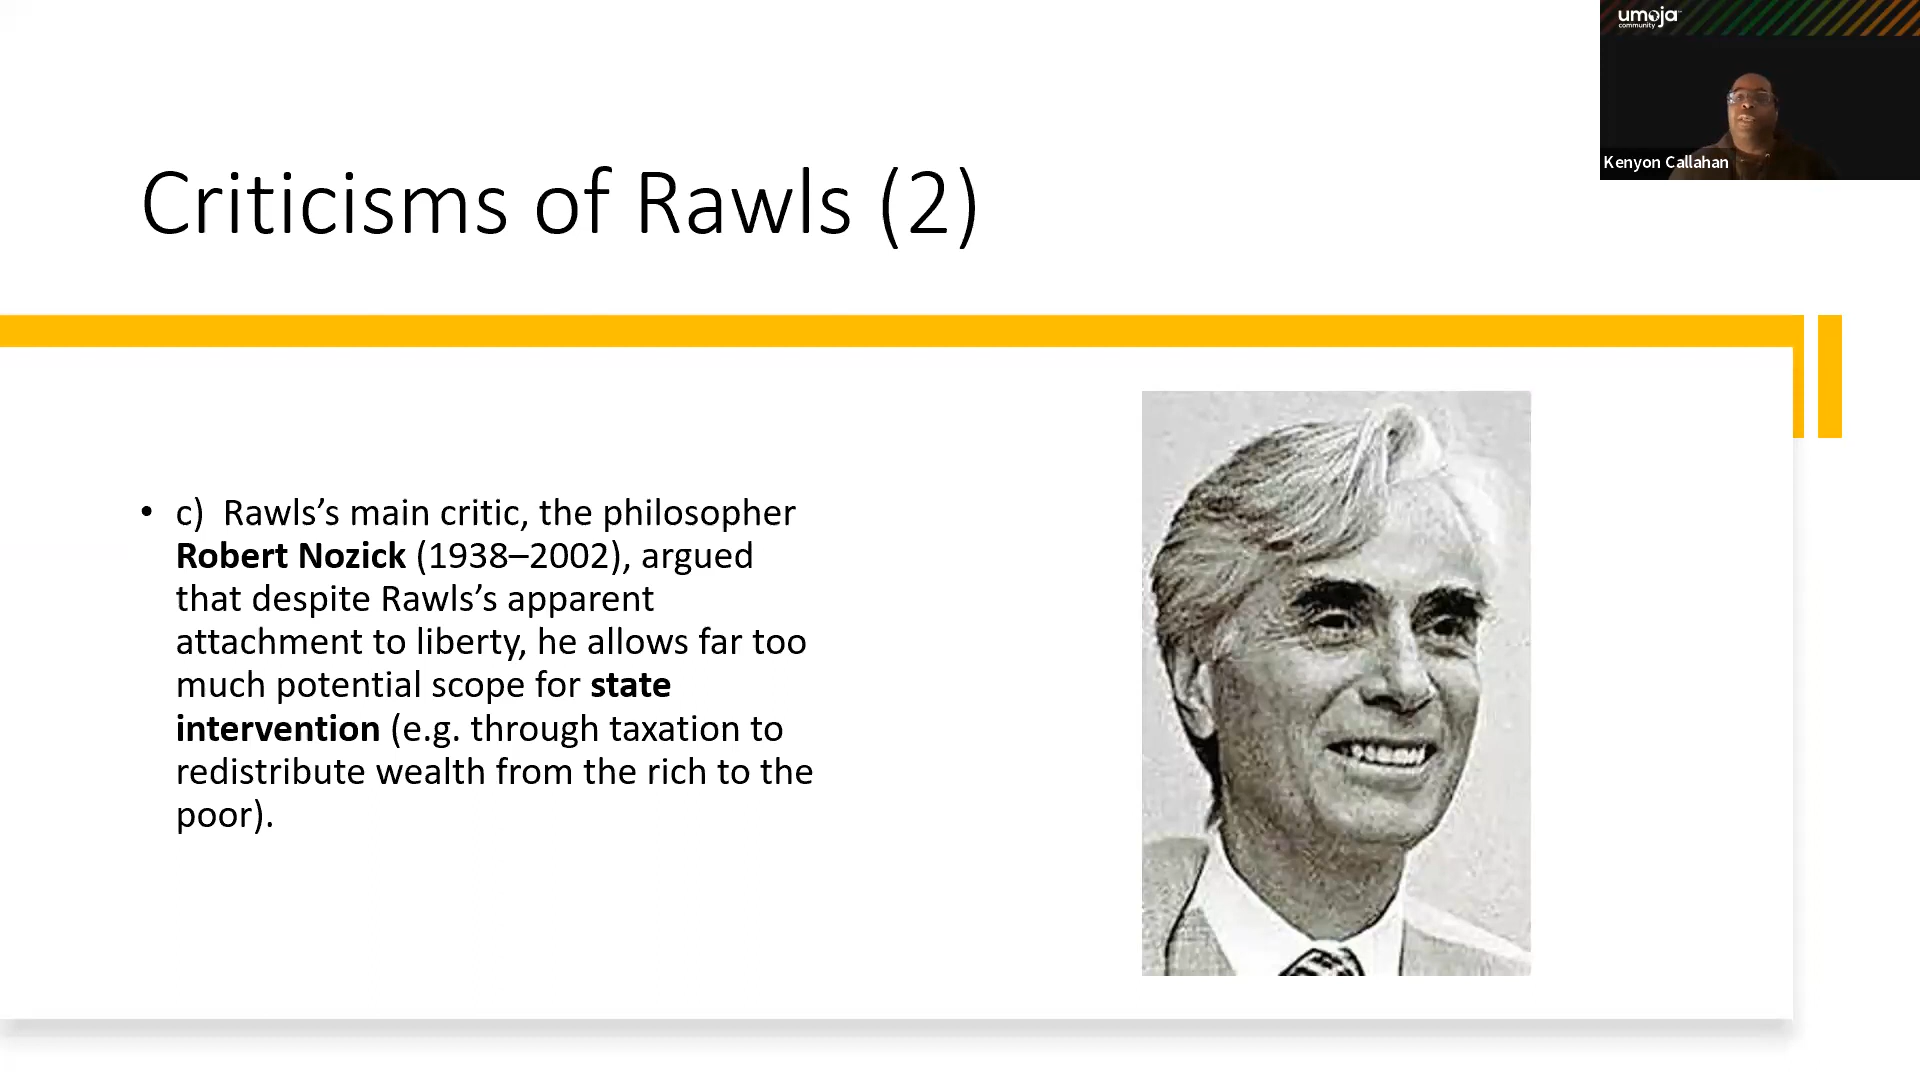 umoja
community
Kenyon Callahan
Criticisms of Rawls (2)
• c) Rawls’s main critic, the philosopher
Robert Nozick (1938–2002), argued
that despite Rawls’s apparent
attachment to liberty, he allows far too
much potential scope for state
intervention (e.g. through taxation to
redistribute wealth from the rich to the
poor).